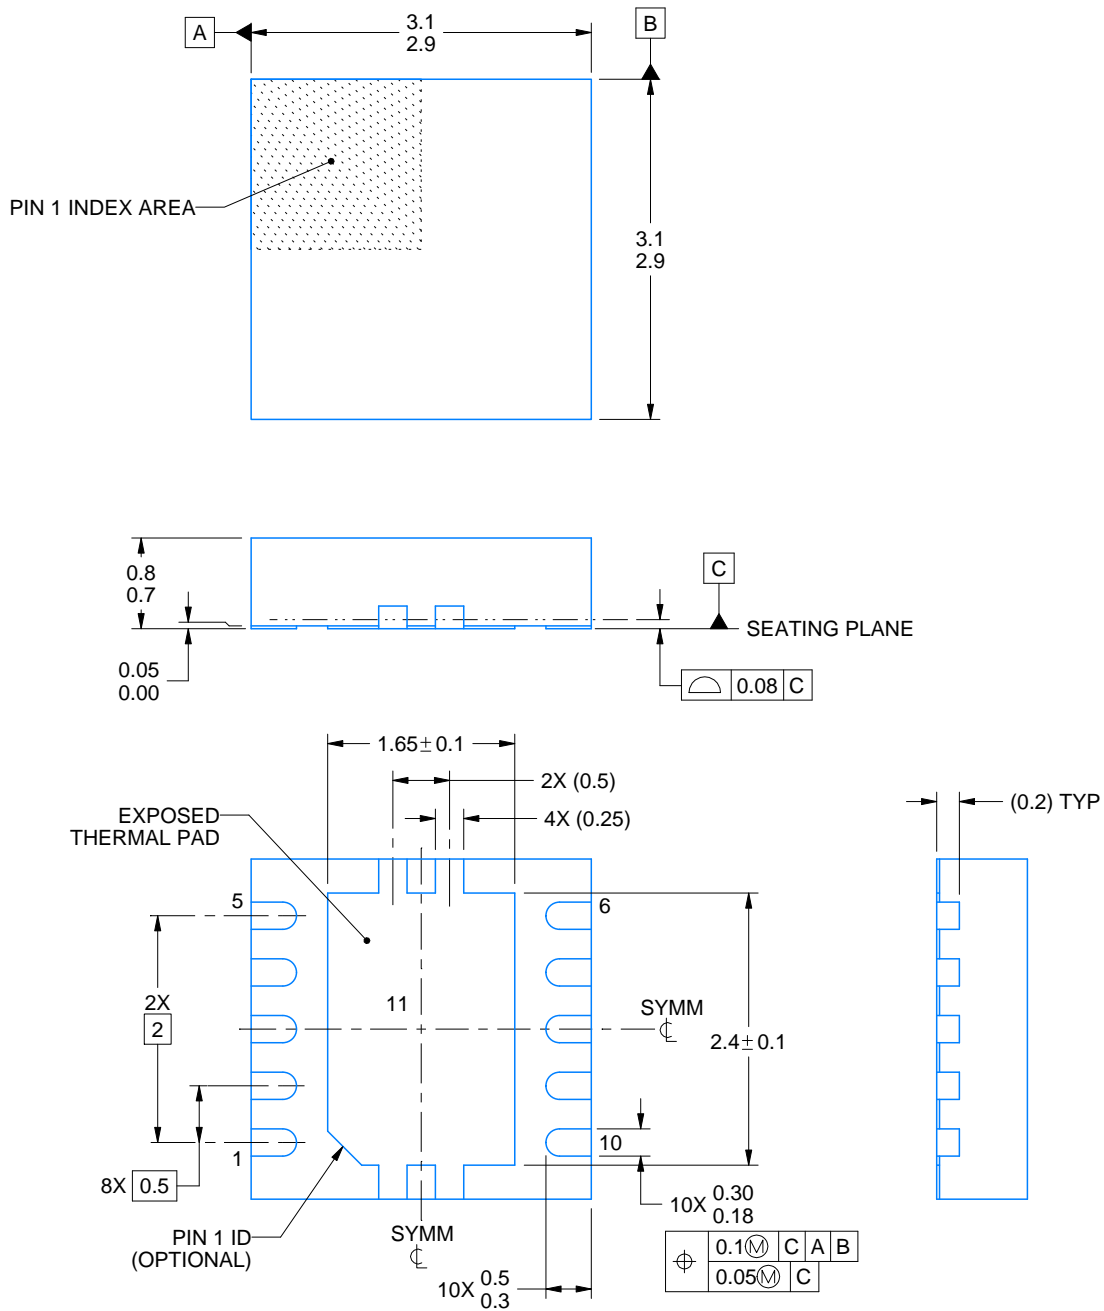 A
3.1
2.9
B
PIN 1 INDEX AREA
3.1
2.9
0.8
0.7
C
SEATING PLANE
0.05
0.00
0.08 C
1.65± 0.1
2X (0.5)
4X (0.25)
(0.2) TYP
EXPOSED
THERMAL PAD
5
6
2X
2
11
SYMM
℄
2.4± 0.1
1
10
8X 0.5
10X 0.30
0.18
PIN 1 ID
(OPTIONAL)
SYMM
℄
0.1Ⓜ C A B
0.05Ⓜ C
10X 0.5
0.3